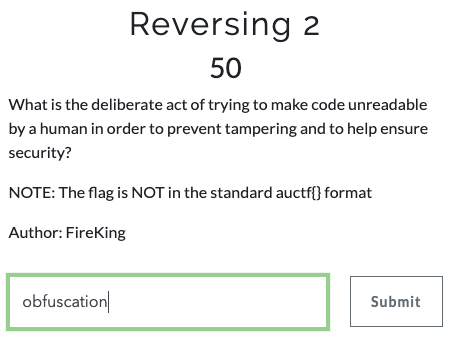 Reversing 2
50
What is the deliberate act of trying to make code unreadable
by a human in order to prevent tampering and to help ensure
security?
NOTE: The flag is NOT in the standard auctf{} format
Author: FireKing
obfuscation
Submit